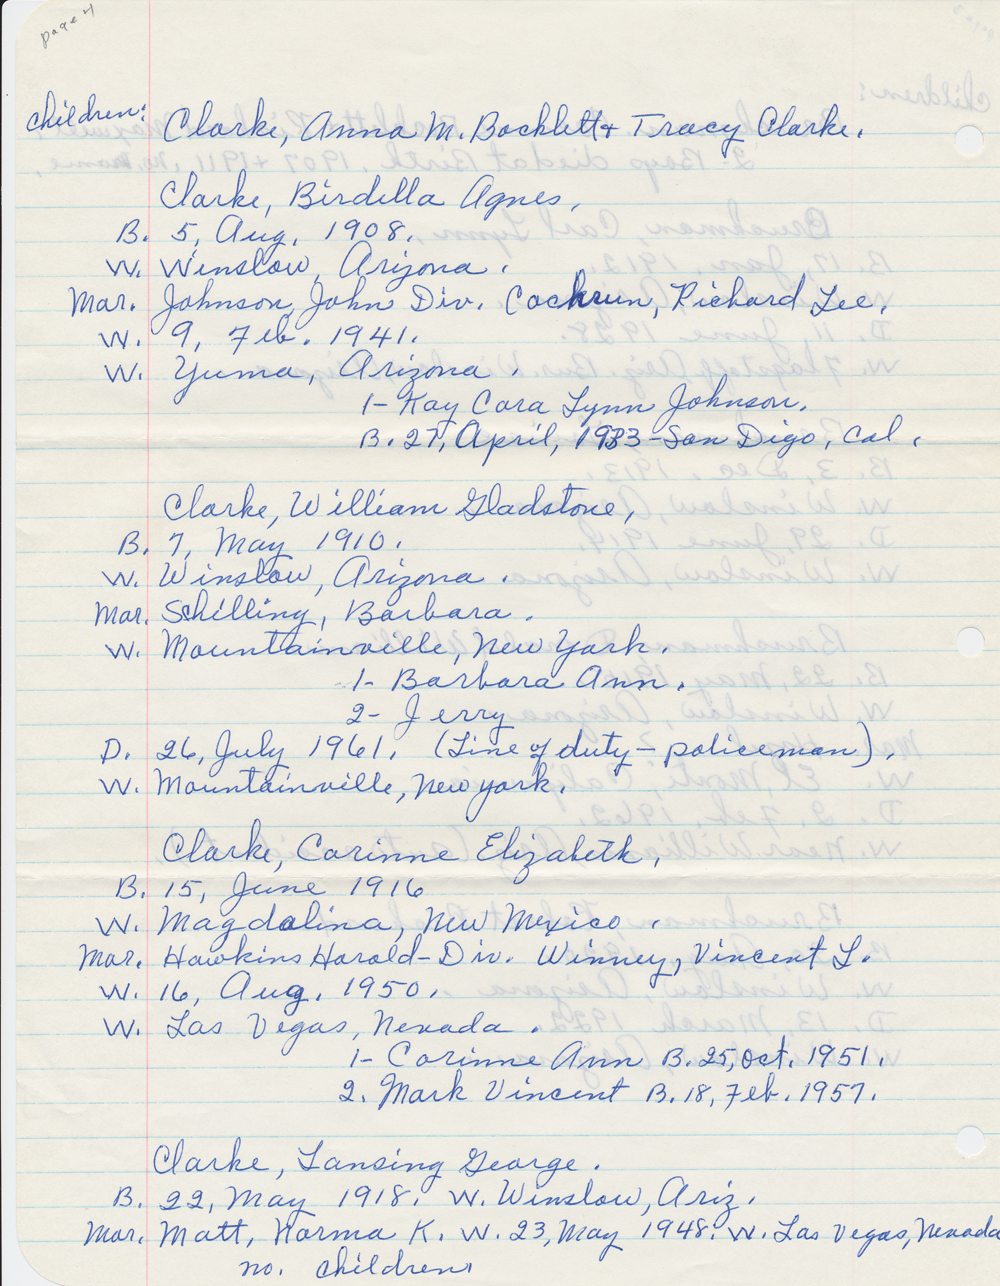 page 4
children: Clarke, Anna M. Bochlett + Tracy Clarke.
Clarke, Birdella Agnes,
B. 5, Aug, 1908.
W. Winslow, Arizona.
Mar. Johnson, John Div. Cochrun, Richard Lee.
W. 9, Feb. 1941.
W. Yuma, Arizona.
1- Kay Cora Lynn Johnson.
B. 27, April, 1933-San Digo, Cal.
Clarke, William Gladstone,
B. 7, May 1910.
W. Winslow, Arizona.
Mar. Schilling, Barbara.
W. Mountainville, New York.
1- Barbara Ann.
2- Jerry
D. 26, July 1961. (Line of duty-policeman).
W. Mountainville, New york.
Clarke, Corinne Elizabeth,
B. 15, June 1916
W. Magdalina, New Mexico.
Mar. Hawkins Harold-Div. Winney, Vincent L.
W. 16, Aug. 1950.
W. Las Vegas, Nevada.
1- Corinne Ann B. 25, Oct. 1951.
2. Mark Vincent B. 18, Feb. 1957.
Clarke, Lansing George.
B. 22, May 1918. W. Winslow, Ariz.
Mar. Matt, Norma K. W. 23, May 1948. W. Las Vegas, Nevada
no. children